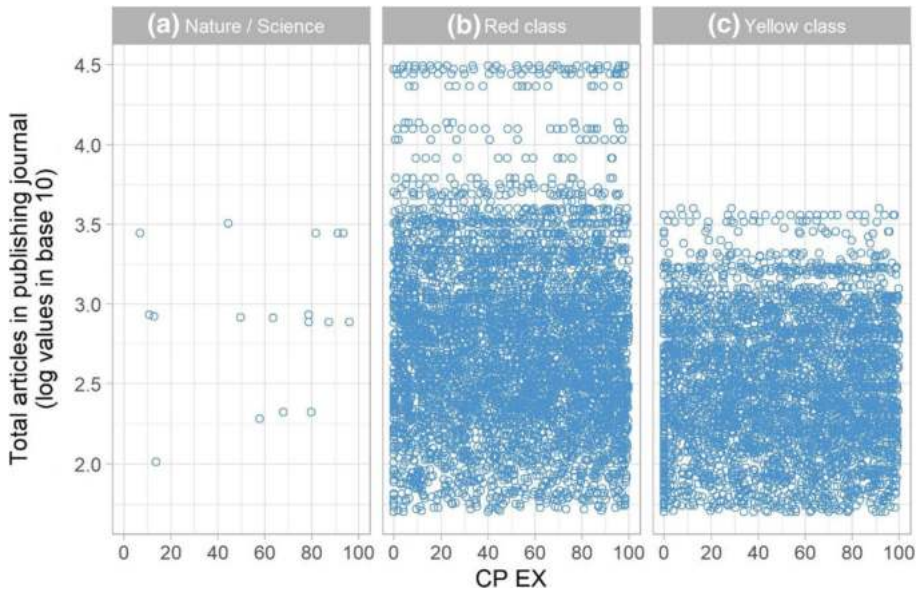 (a) Nature / Science
(b) Red class
(c) Yellow class
Total articles in publishing journal
(log values in base 10)
4.5
4.0
3.5
3.0
2.5
2.0
0 20 40 60 80 100
0 20 40 60 80 100
0 20 40 60 80 100
CP EX